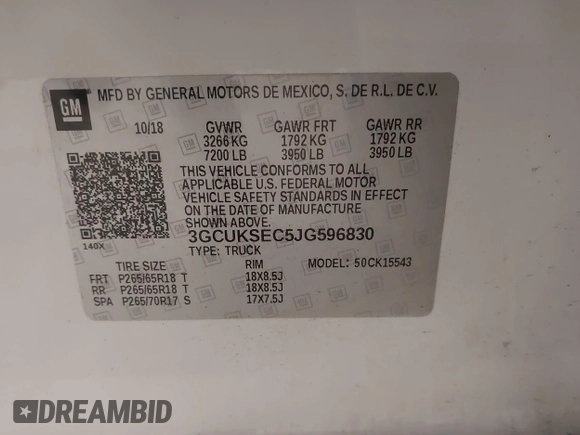 GM MFD BY GENERAL MOTORS DE MEXICO, S. DE R.L. DE C.V.
10/18 GVWR GAWR FRT GAWR RR
3266 KG 1792 KG 1792 KG
7200 LB 3950 LB 3950 LB
THIS VEHICLE CONFORMS TO ALL
APPLICABLE U.S. FEDERAL MOTOR
VEHICLE SAFETY STANDARDS IN EFFECT
ON THE DATE OF MANUFACTURE
SHOWN ABOVE.
140X 3GCUKSEC5JG596830
TYPE: TRUCK
TIRE SIZE RIM MODEL: 50CK15543
FRT P265/65R18 T 18X8.5J
RR P265/65R18 T 18X8.5J
SPA P265/70R17 S 17X7.5J
DREAMBID